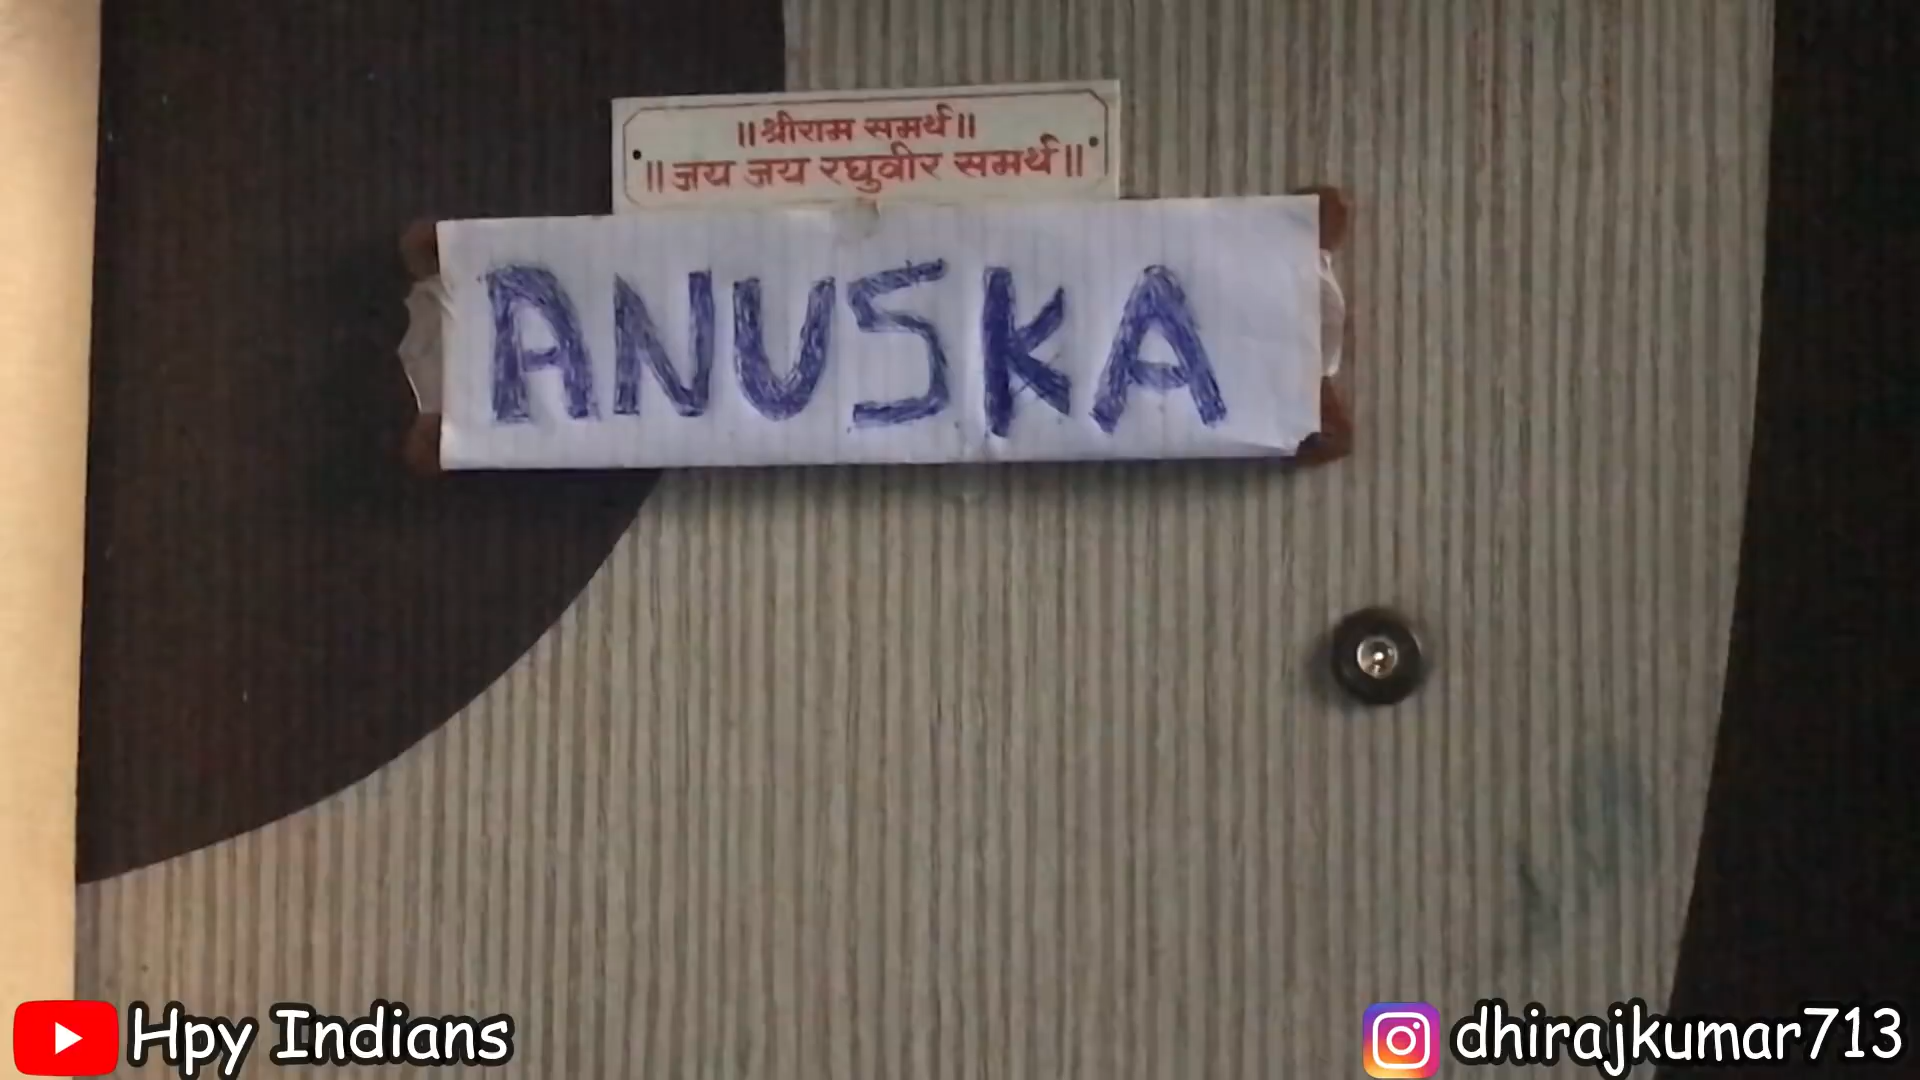 ॥श्रीराम समर्थ॥
॥जय जय रघुवीर समर्थ॥
ANUSKA
Hpy Indians
dhirajkumar713